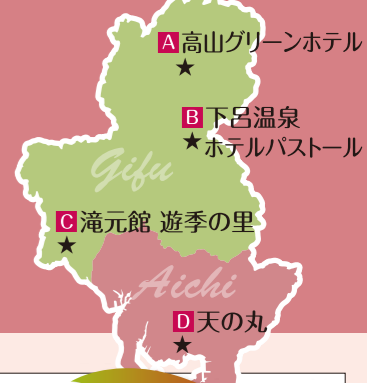 A 高山グリーンホテル
B 下呂温泉
ホテルパストール
Gifu
C 滝元館 遊季の里
Aichi
D 天の丸